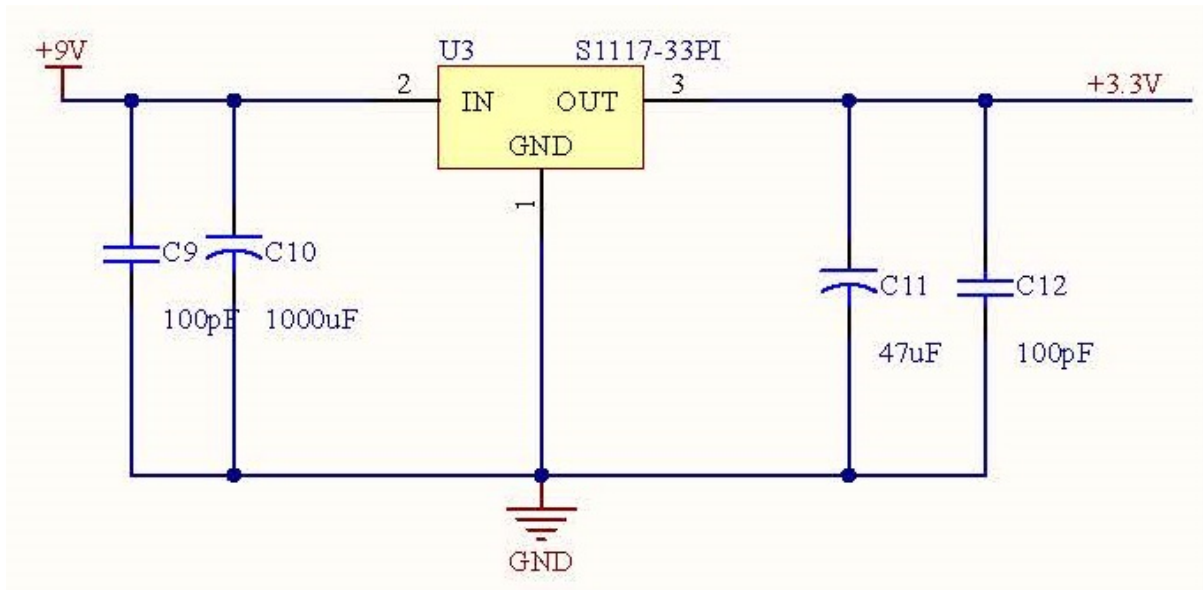 +9V
U3
S1117-33PI
2
IN
OUT
3
+3.3V
GND
1
C9
100pF
C10
1000uF
C11
47uF
C12
100pF
GND